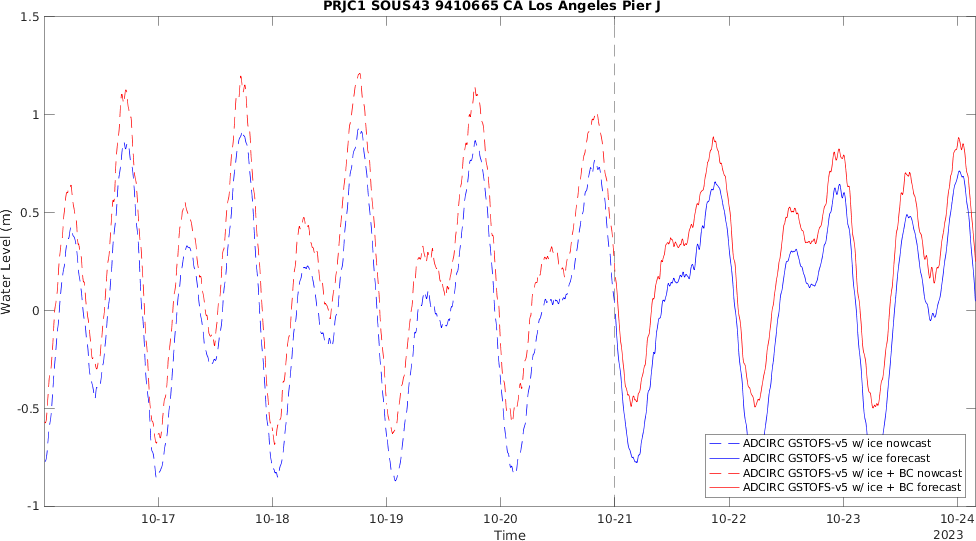 PRJC1 SOUS43 9410665 CA Los Angeles Pier J
1.5
1
0.5
0
-0.5
-1
Water Level (m)
10-17 10-18 10-19 10-20 10-21 10-22 10-23 10-24
Time
2023
ADCIRC GSTOFS-v5 w/ ice nowcast
ADCIRC GSTOFS-v5 w/ ice forecast
ADCIRC GSTOFS-v5 w/ ice + BC nowcast
ADCIRC GSTOFS-v5 w/ ice + BC forecast